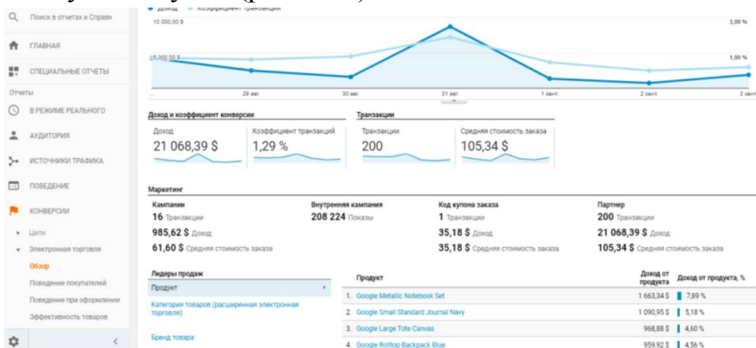 Поиск в отчетах и Справк
ГЛАВНАЯ
СПЕЦИАЛЬНЫЕ ОТЧЕТЫ
Отчеты
В РЕЖИМЕ РЕАЛЬНОГО
АУДИТОРИЯ
ИСТОЧНИКИ ТРАФИКА
ПОВЕДЕНИЕ
КОНВЕРСИИ
Цели
Электронная торговля
Обзор
Поведение покупателей
Поведение при оформлении
Эффективность товаров
Доход Коэффициент транзакций
10 000,00 $ 3,00 %
5 000,00 $ 1,50 %
29 авг. 30 авг. 31 авг. 1 сент. 2 сент. 3 сент
Доход и коэффициент конверсии Транзакции
Доход Коэффициент транзакций Транзакции Средняя стоимость заказа
21 068,39 $ 1,29 % 200 105,34 $
Маркетинг
Кампании Внутренняя кампания Код купона заказа Партнер
16 Транзакции 208 224 Показы 1 Транзакции 200 Транзакции
985,62 $ Доход 35,18 $ Доход 21 068,39 $ Доход
61,60 $ Средняя стоимость заказа 35,18 $ Средняя стоимость заказа 105,34 $ Средняя стоимость заказа
Лидеры продаж
Продукт
Категория товаров (расширенная электронная
торговля)
Бренд товара
Продукт Доход от продукта Доход от продукта, %
1. Google Metallic Notebook Set 1 663,34 $ 7,89 %
2. Google Small Standard Journal Navy 1 090,95 $ 5,18 %
3. Google Large Tote Canvas 968,88 $ 4,60 %
4. Google Rolltop Backpack Blue 959,92 $ 4,56 %